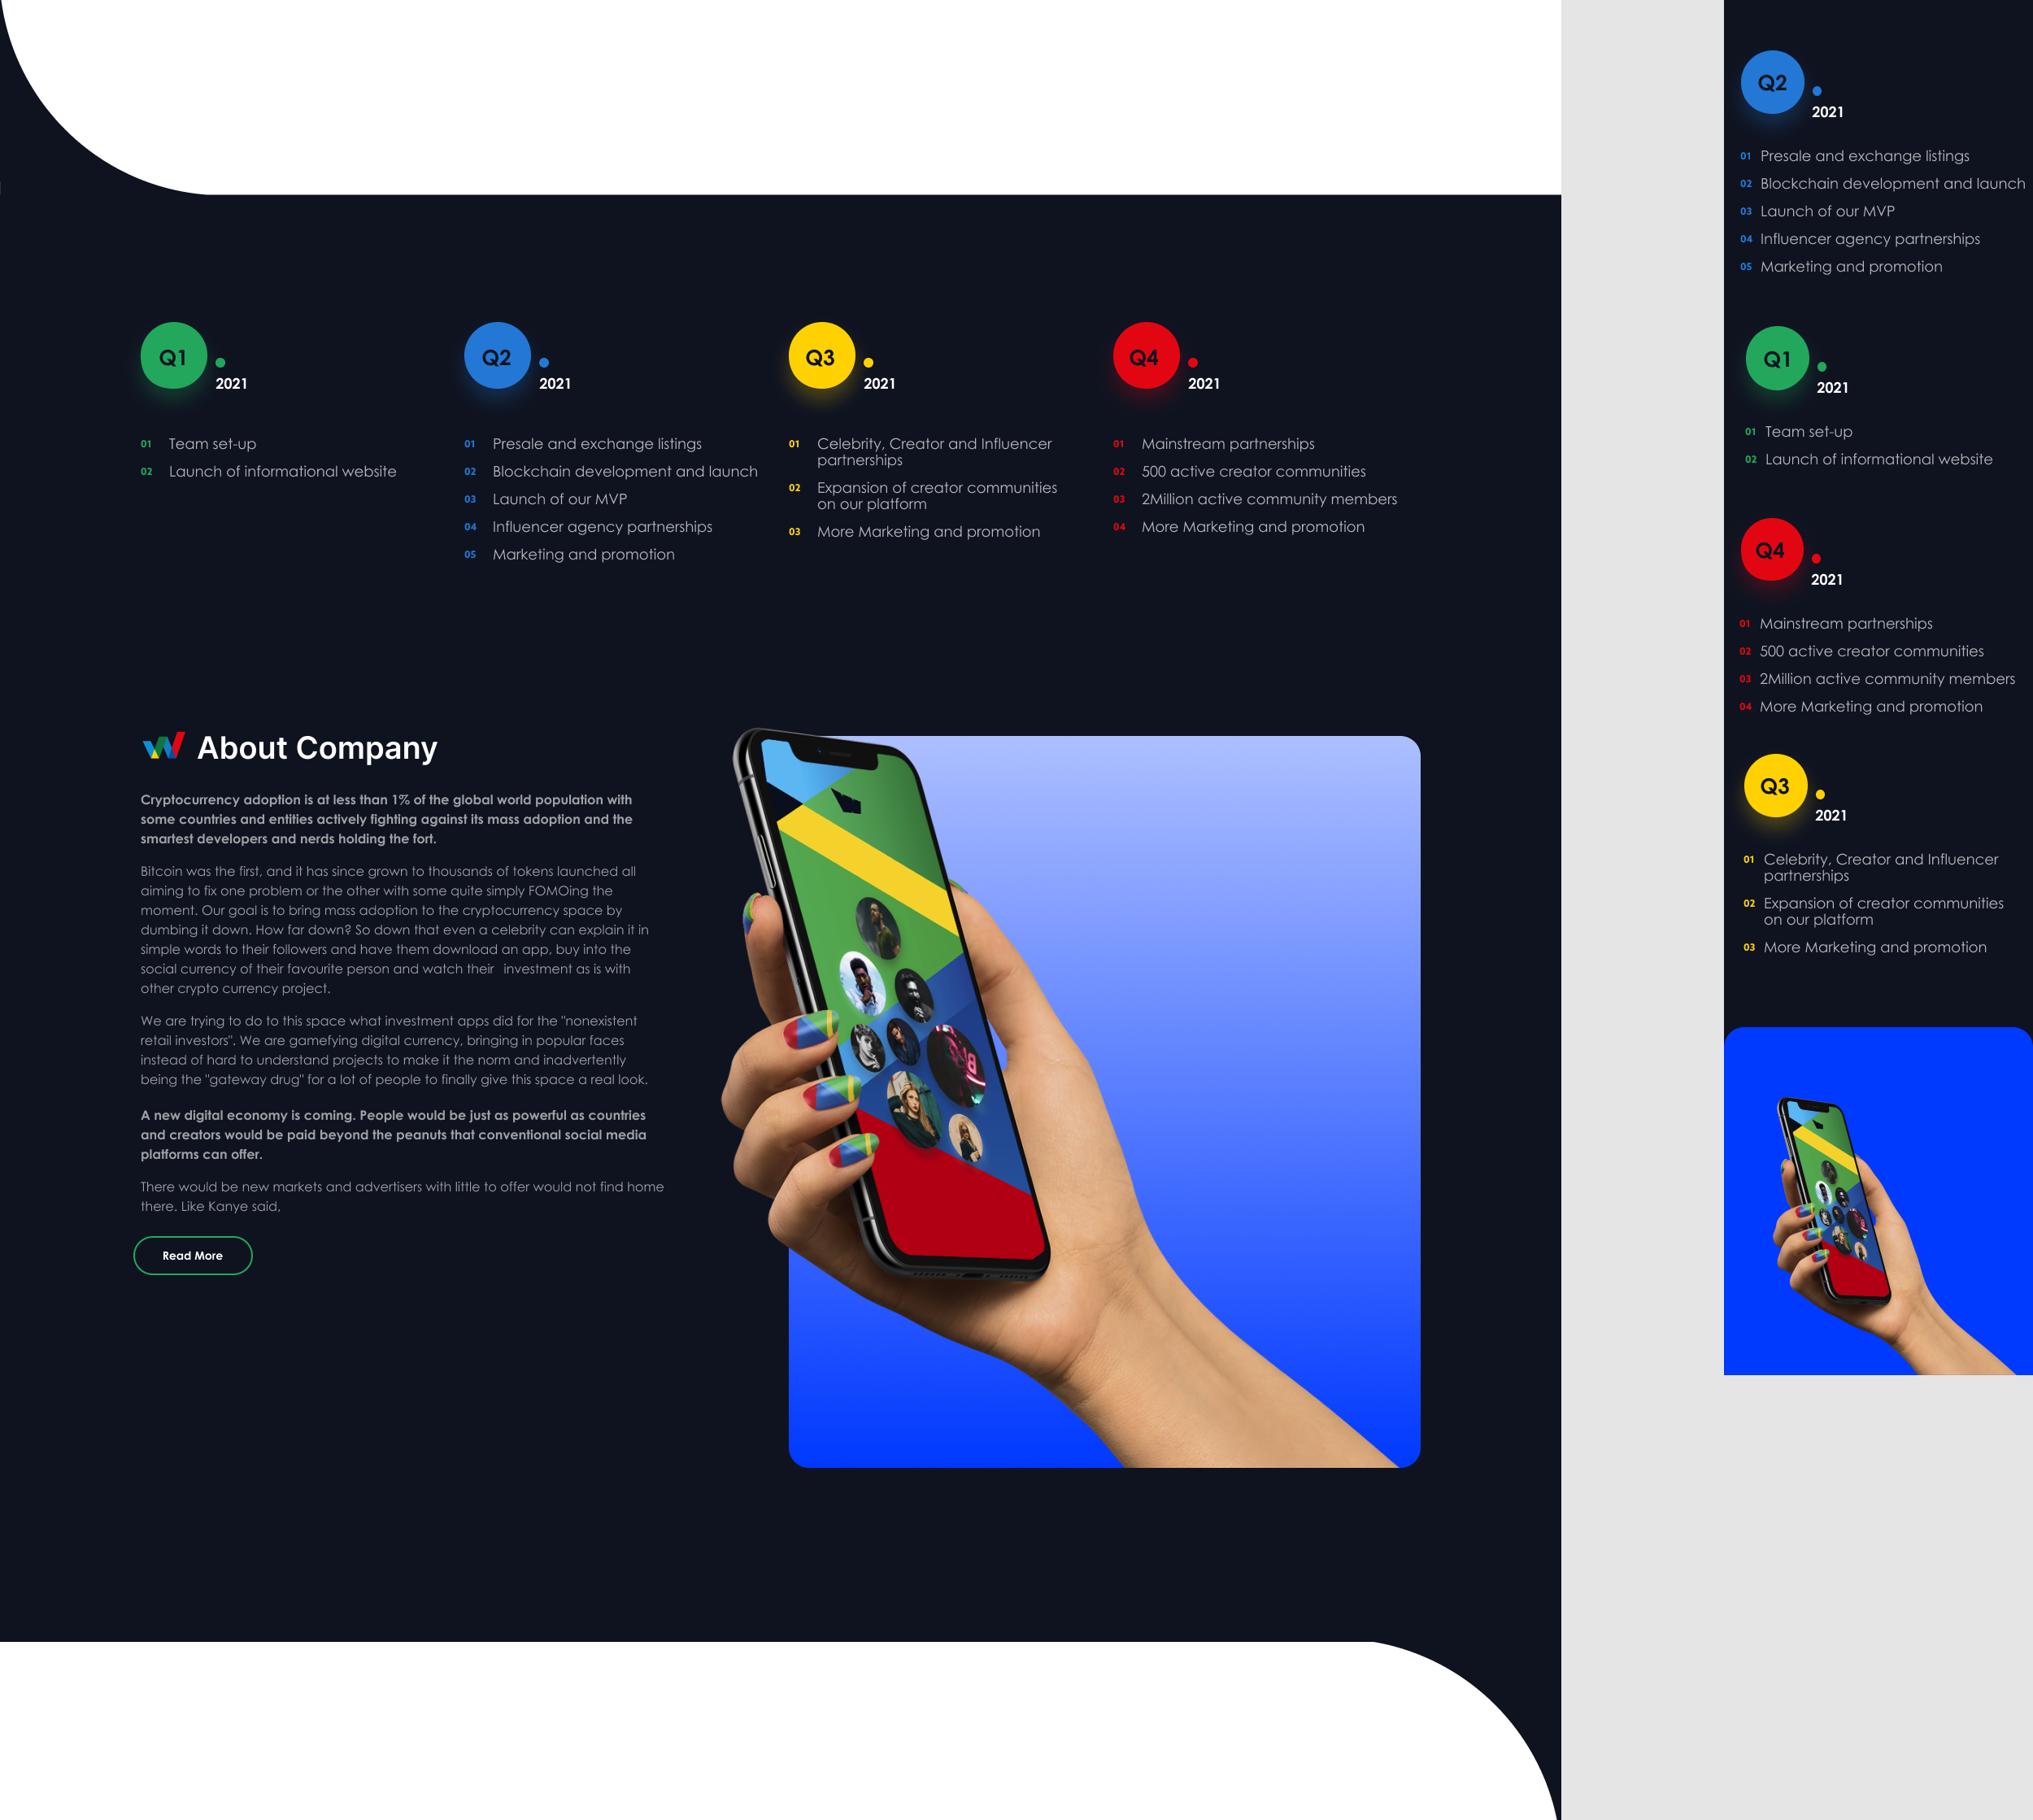 Q1
2021
01 Team set-up
02 Launch of informational website
Q2
2021
01 Presale and exchange listings
02 Blockchain development and launch
03 Launch of our MVP
04 Influencer agency partnerships
05 Marketing and promotion
Q3
2021
01 Celebrity, Creator and Influencer
partnerships
02 Expansion of creator communities
on our platform
03 More Marketing and promotion
Q4
2021
01 Mainstream partnerships
02 500 active creator communities
03 2Million active community members
04 More Marketing and promotion
About Company
Cryptocurrency adoption is at less than 1% of the global world population with
some countries and entities actively fighting against its mass adoption and the
smartest developers and nerds holding the fort.
Bitcoin was the first, and it has since grown to thousands of tokens launched all
aiming to fix one problem or the other with some quite simply FOMOing the
moment. Our goal is to bring mass adoption to the cryptocurrency space by
dumbing it down. How far down? So down that even a celebrity can explain it in
simple words to their followers and have them download an app, buy into the
social currency of their favourite person and watch their investment as is with
other crypto currency project.
We are trying to do to this space what investment apps did for the "nonexistent
retail investors". We are gamefying digital currency, bringing in popular faces
instead of hard to understand projects to make it the norm and inadvertently
being the "gateway drug" for a lot of people to finally give this space a real look.
A new digital economy is coming. People would be just as powerful as countries
and creators would be paid beyond the peanuts that conventional social media
platforms can offer.
There would be new markets and advertisers with little to offer would not find home
there. Like Kanye said,
Read More
Q2
2021
01 Presale and exchange listings
02 Blockchain development and launch
03 Launch of our MVP
04 Influencer agency partnerships
05 Marketing and promotion
Q1
2021
01 Team set-up
02 Launch of informational website
Q4
2021
01 Mainstream partnerships
02 500 active creator communities
03 2Million active community members
04 More Marketing and promotion
Q3
2021
01 Celebrity, Creator and Influencer
partnerships
02 Expansion of creator communities
on our platform
03 More Marketing and promotion